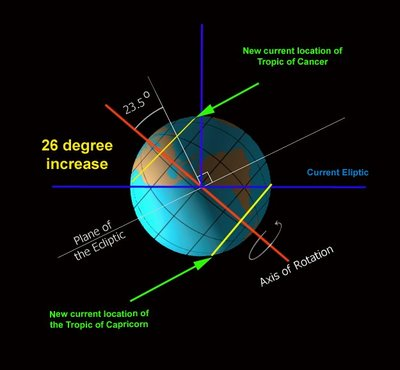 New current location of
Tropic of Cancer
23.5°
26 degree
increase
Current Eliptic
Plane of
the Ecliptic
Axis of Rotation
New current location of
the Tropic of Capricorn